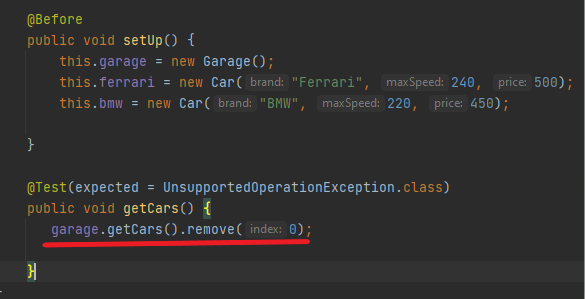 @Before
public void setUp() {
this.garage = new Garage();
this.ferrari = new Car( brand: "Ferrari", maxSpeed: 240, price: 500);
this.bmw = new Car( brand: "BMW", maxSpeed: 220, price: 450);
}
@Test(expected = UnsupportedOperationException.class)
public void getCars() {
garage.getCars().remove( index: 0);
}